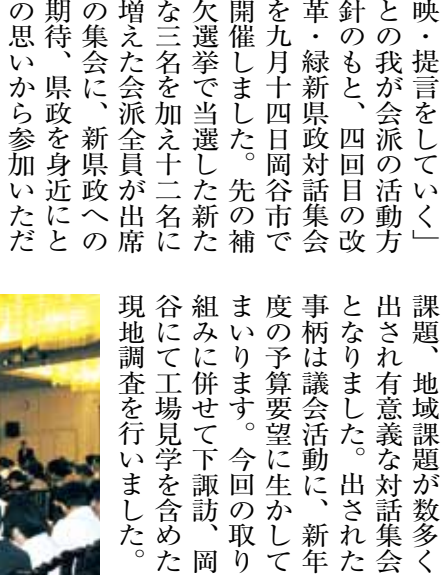 映・提言をしていく」
との我が会派の活動方
針のもと、四回目の改
革・緑新県政対話集会
を九月十四日岡谷市で
開催しました。先の補
欠選挙で当選した新た
な三名を加え十二名に
増えた会派全員が出席
の集会に、新県政への
期待、県政を身近にと
の思いから参加いただ
課題、地域課題が数多く
出され有意義な対話集会
となりました。出された
事柄は議会活動に、新年
度の予算要望に生かして
まいります。今回の取り
組みに併せて下諏訪、岡
谷にて工場見学を含めた
現地調査を行いました。